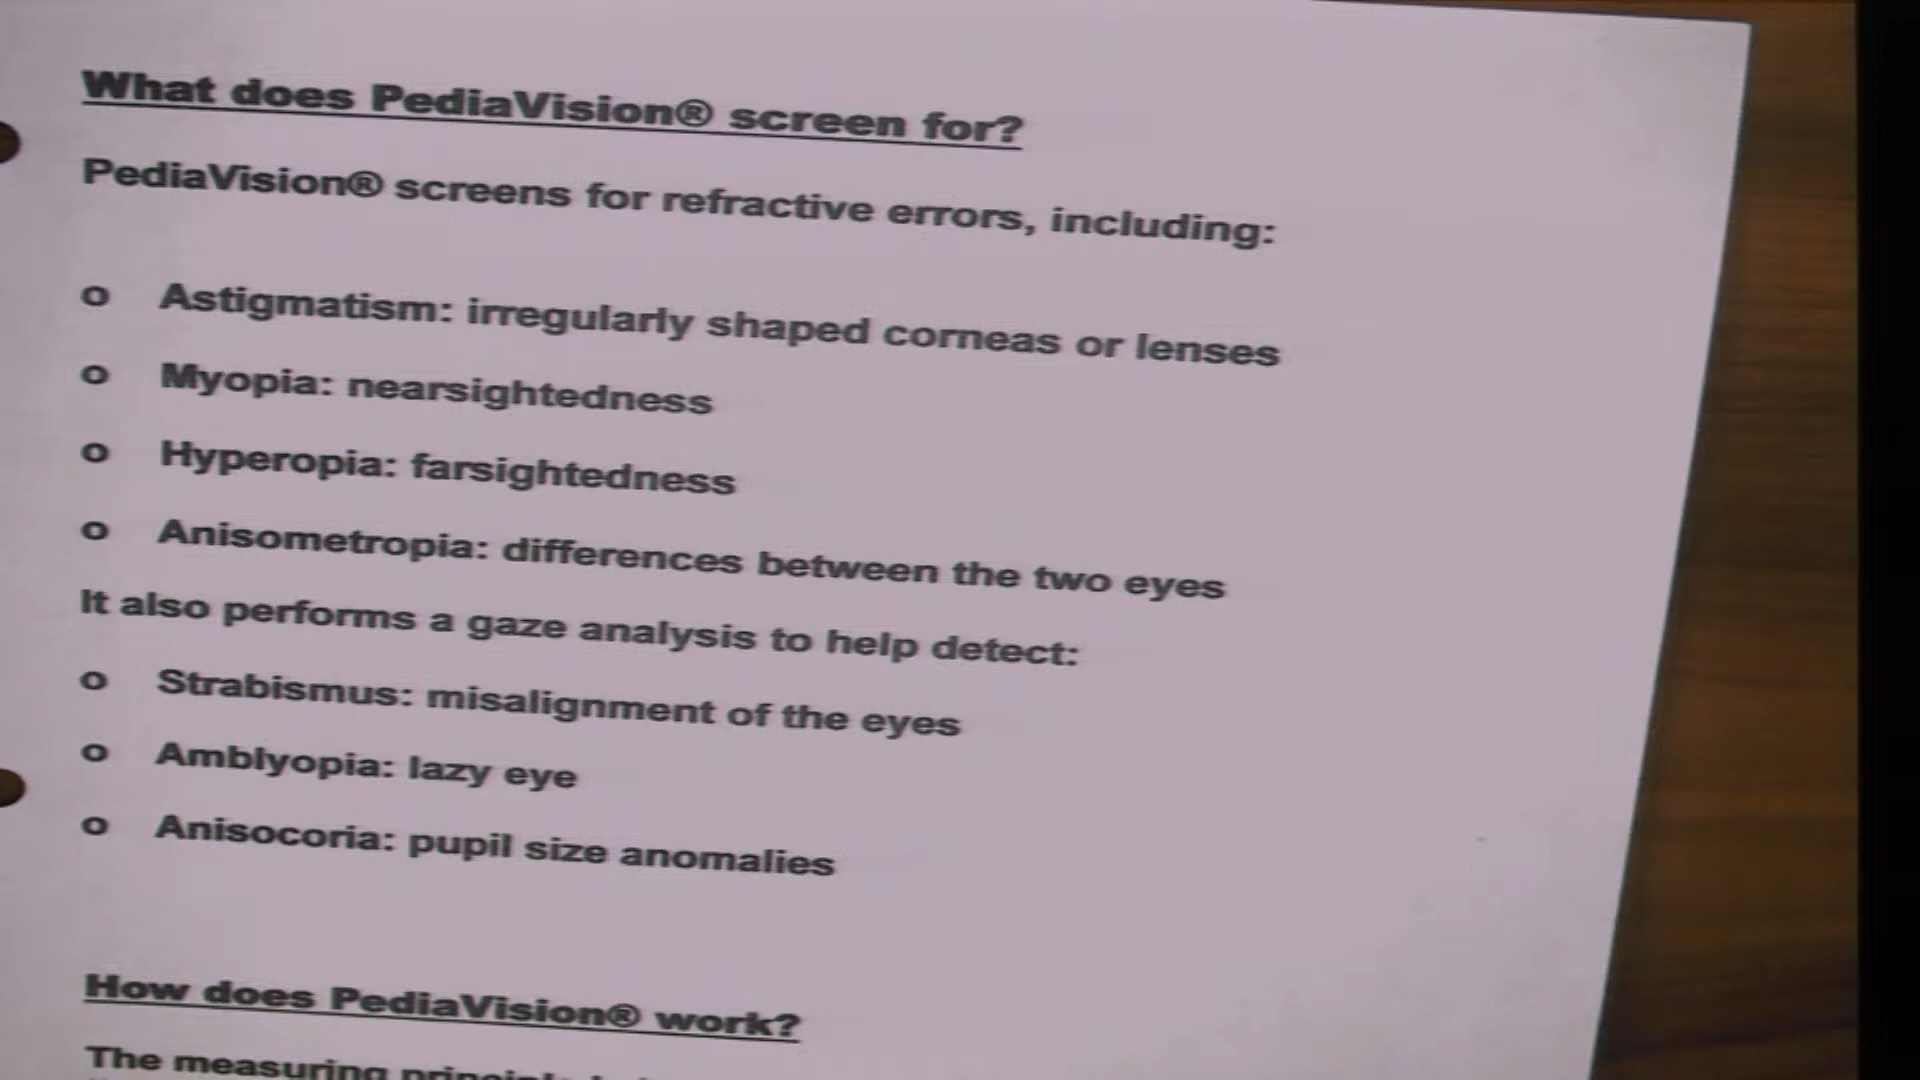 What does PediaVision® screen for?
PediaVision® screens for refractive errors, including:
o Astigmatism: irregularly shaped corneas or lenses
o Myopia: nearsightedness
o Hyperopia: farsightedness
o Anisometropia: differences between the two eyes
It also performs a gaze analysis to help detect:
o Strabismus: misalignment of the eyes
o Amblyopia: lazy eye
o Anisocoria: pupil size anomalies
How does PediaVision® work?
The measuring